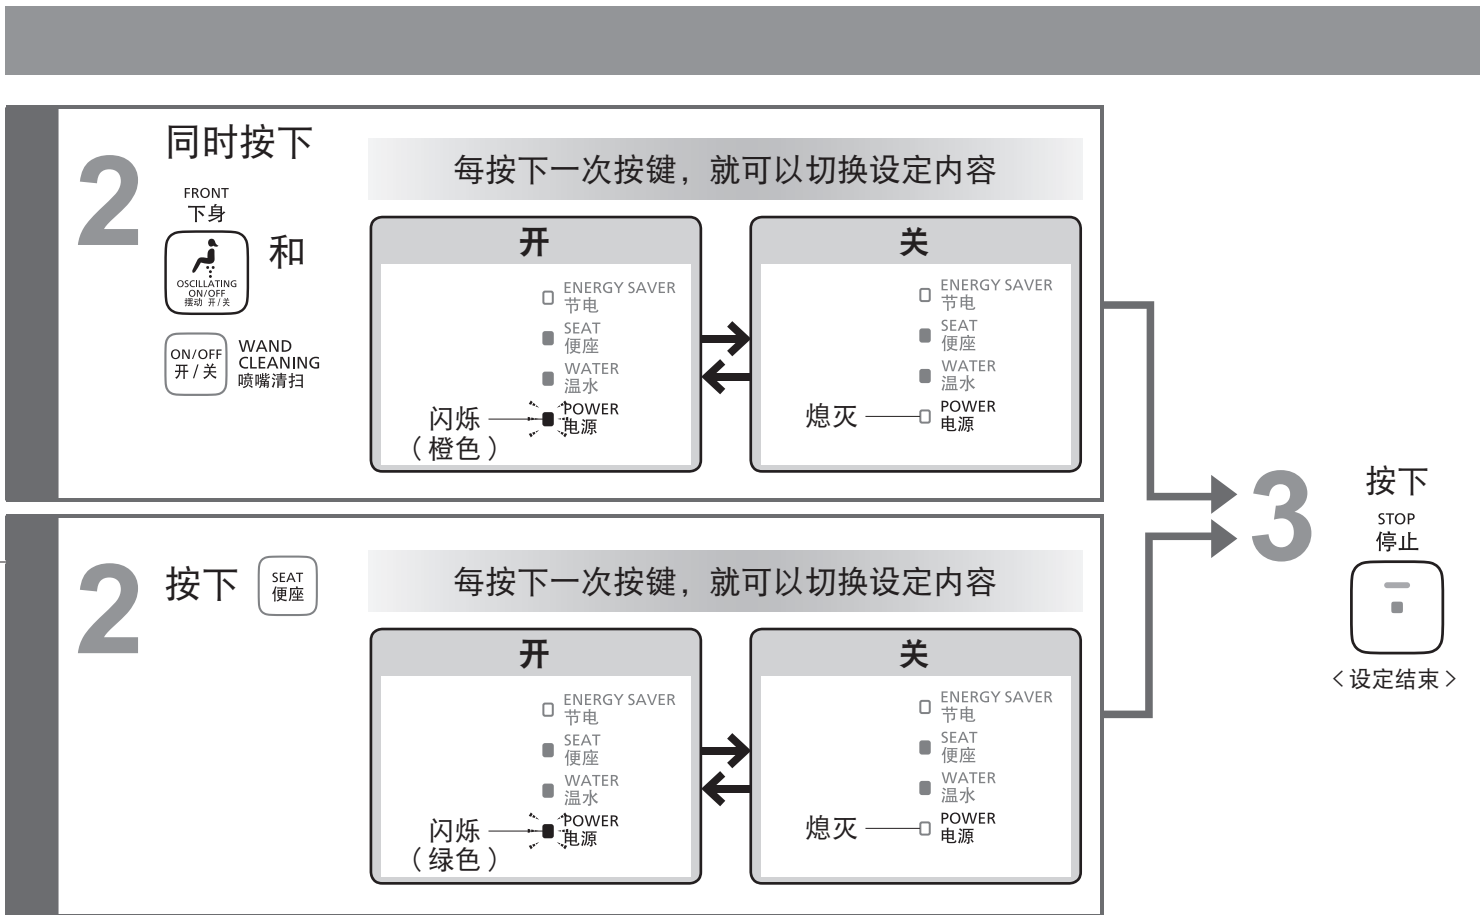 2
同时按下
FRONT
下身
OSCILLATING
ON/OFF
摆动 开/关
和
ON/OFF
开/关
WAND
CLEANING
喷嘴清扫
每按下一次按键，就可以切换设定内容
开
ENERGY SAVER
节电
SEAT
便座
WATER
温水
POWER
电源
闪烁
（橙色）
关
ENERGY SAVER
节电
SEAT
便座
WATER
温水
POWER
电源
熄灭
2
按下
SEAT
便座
每按下一次按键，就可以切换设定内容
开
ENERGY SAVER
节电
SEAT
便座
WATER
温水
POWER
电源
闪烁
（绿色）
关
ENERGY SAVER
节电
SEAT
便座
WATER
温水
POWER
电源
熄灭
3
按下
STOP
停止
＜设定结束＞